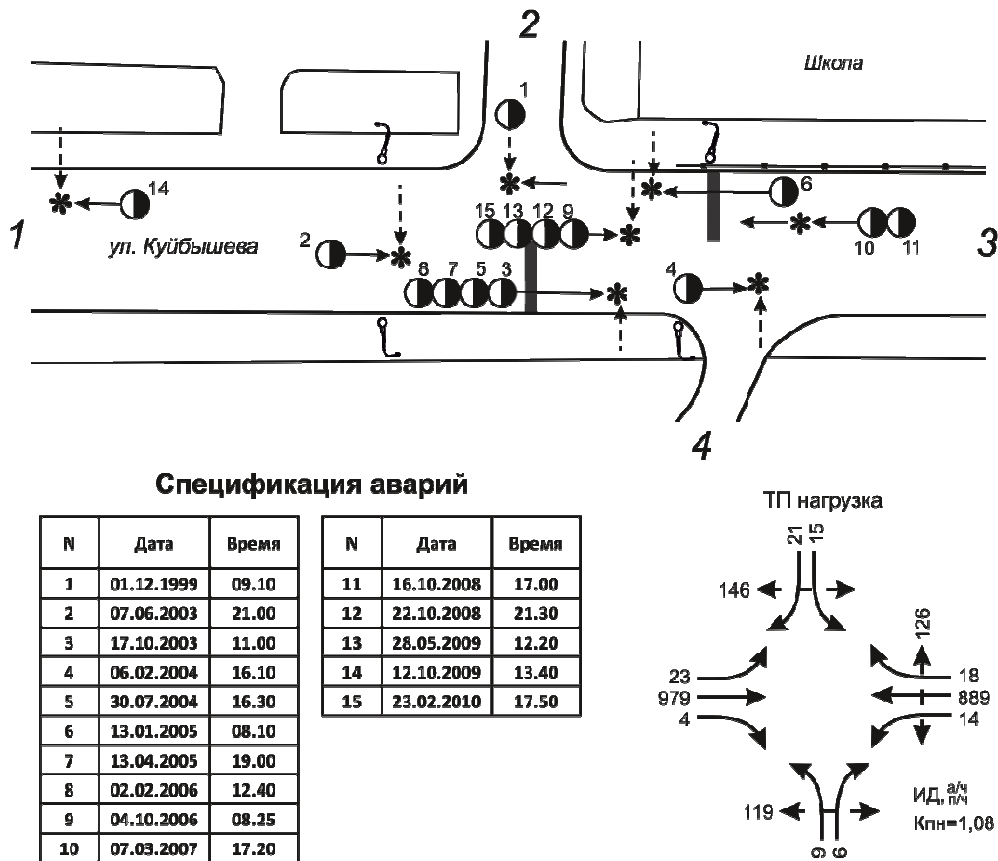 2
Школа
1
14
6
1
ул. Куйбышева
15 13 12 9
2
10 11
3
8 7 5 3
4
4
Спецификация аварий
N Дата Время
1 01.12.1999 09.10
2 07.06.2003 21.00
3 17.10.2003 11.00
4 06.02.2004 16.10
5 30.07.2004 16.30
6 13.01.2005 08.10
7 13.04.2005 19.00
8 02.02.2006 12.40
9 04.10.2006 08.25
10 07.03.2007 17.20
N Дата Время
11 16.10.2008 17.00
12 22.10.2008 21.30
13 28.05.2009 12.20
14 12.10.2009 13.40
15 23.02.2010 17.50
ТП нагрузка
21 15
146
126
23
979
4
18
889
14
119
9 6
ИД, а/ч п/ч
Кпн=1,08